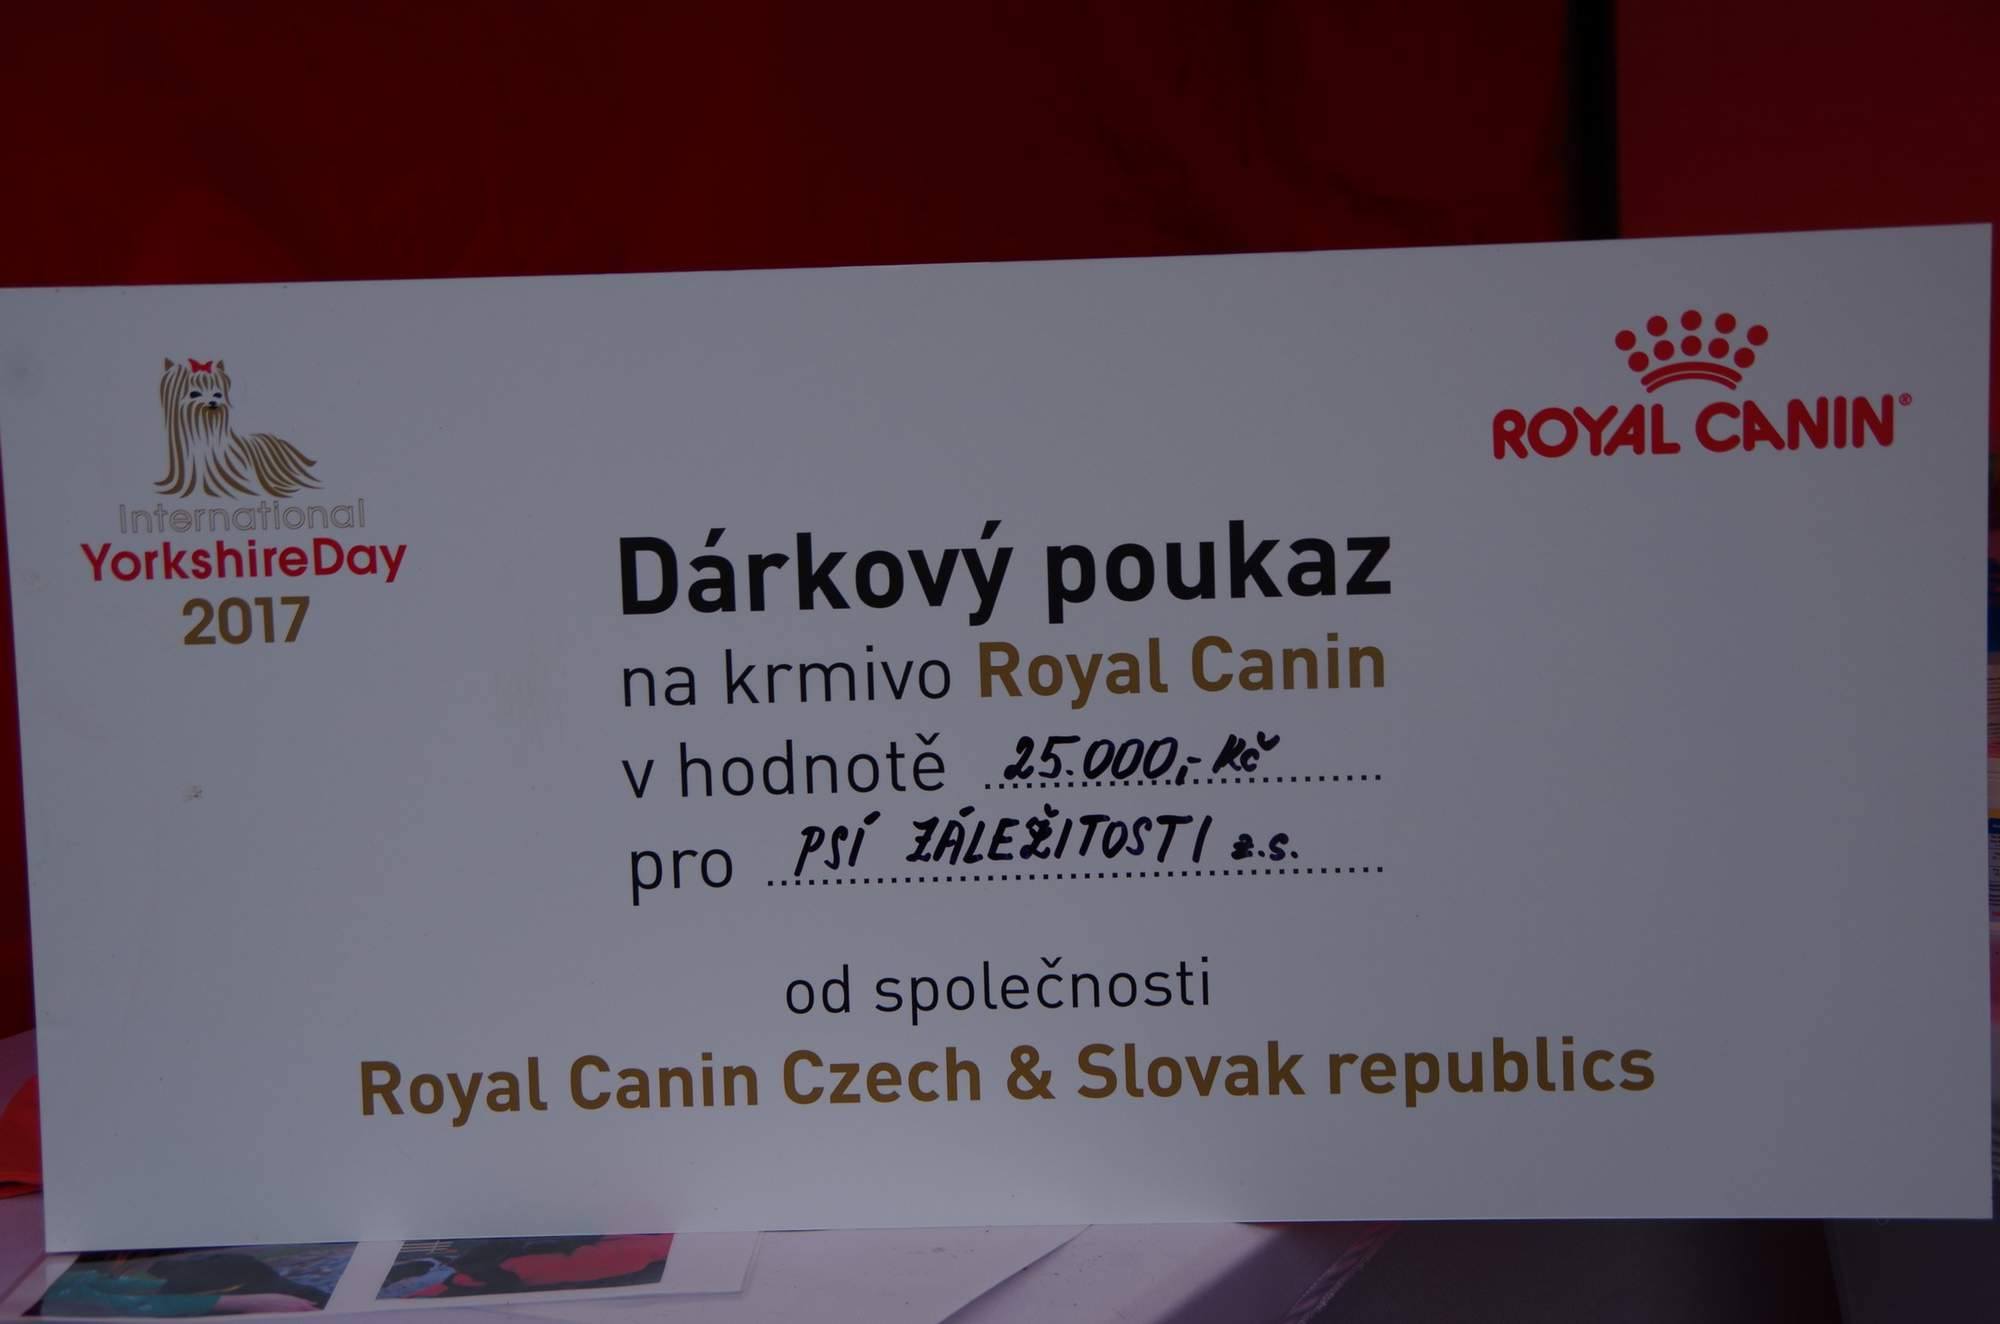 International
YorkshireDay
2017
ROYAL CANIN®
Dárkový poukaz
na krmivo Royal Canin
v hodnotě 25.000,- Kč
pro PSÍ ZÁLEŽITOSTI z.s.
od společnosti
Royal Canin Czech & Slovak republics